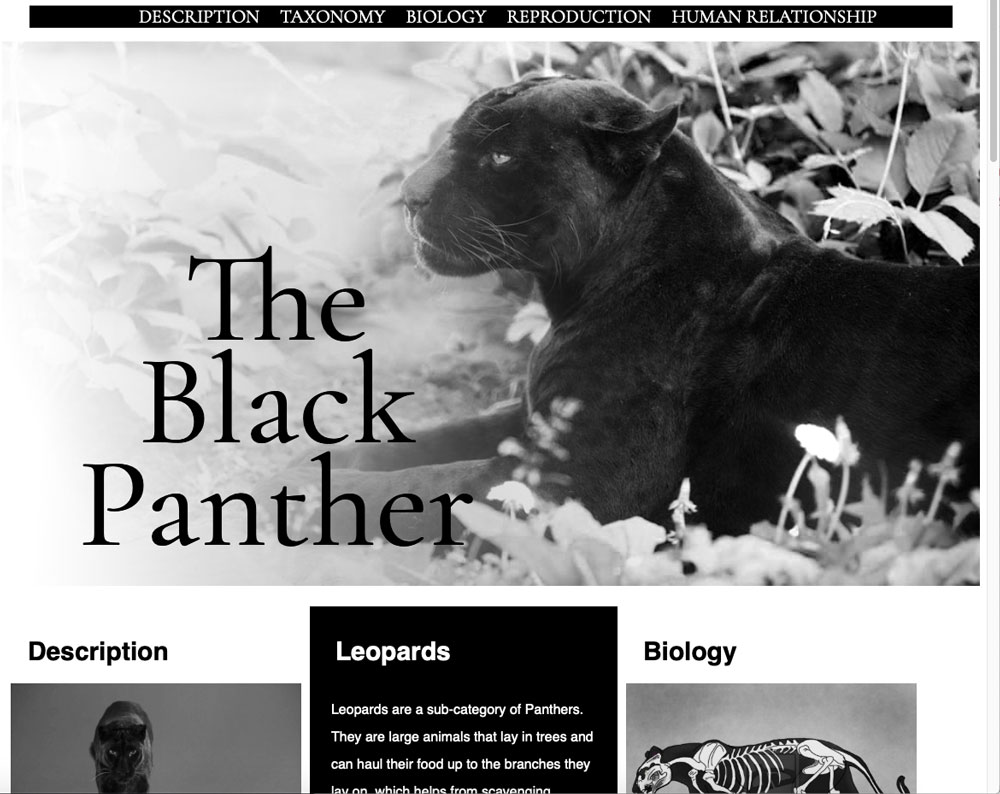 DESCRIPTION TAXONOMY BIOLOGY REPRODUCTION HUMAN RELATIONSHIP
The
Black
Panther
Description
Leopards
Leopards are a sub-category of Panthers.
They are large animals that lay in trees and
can haul their food up to the branches they
lay on, which helps from scavenging
Biology